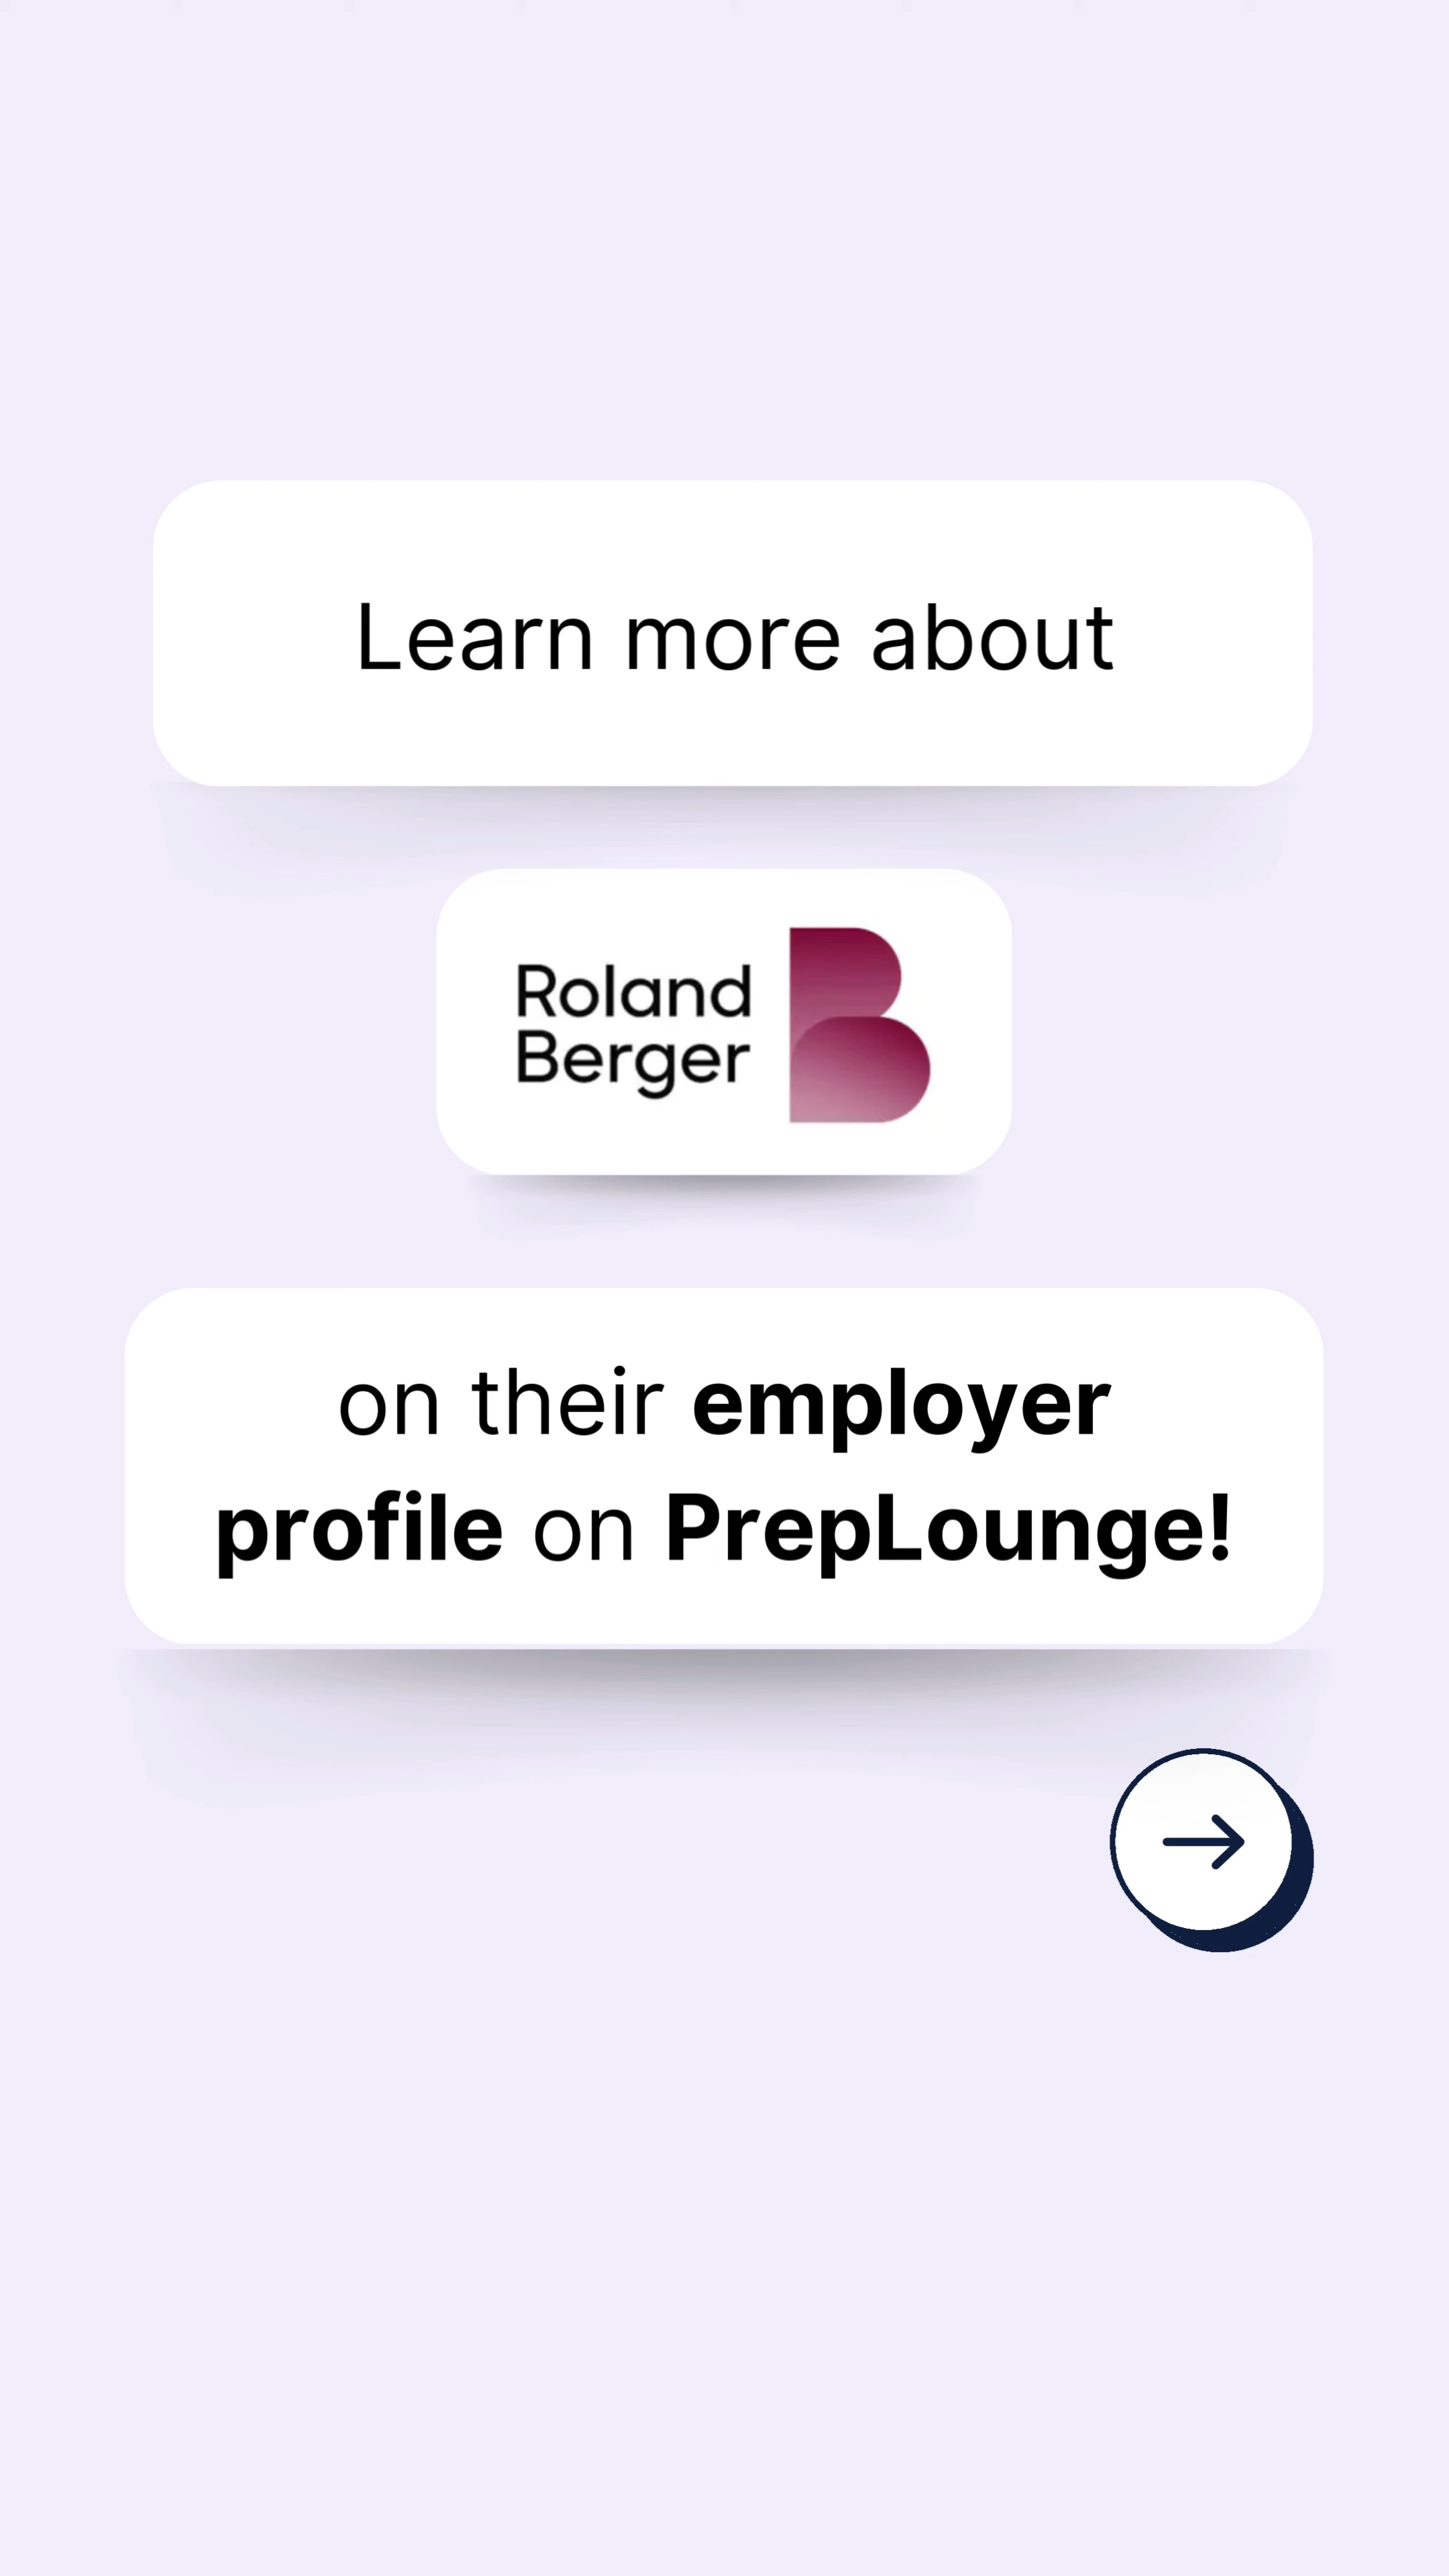 Learn more about
Roland
Berger
on their employer
profile on PrepLounge!